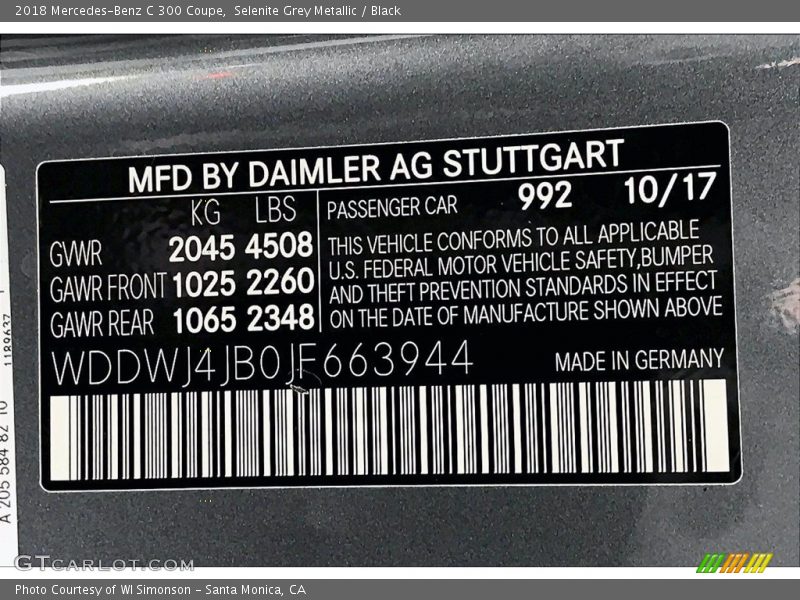 2018 Mercedes-Benz C 300 Coupe,  Selenite Grey Metallic / Black
MFD BY DAIMLER AG STUTTGART
KG LBS
GVWR 2045 4508
GAWR FRONT 1025 2260
GAWR REAR 1065 2348
PASSENGER CAR 992 10/17
THIS VEHICLE CONFORMS TO ALL APPLICABLE
U.S. FEDERAL MOTOR VEHICLE SAFETY,BUMPER
AND THEFT PREVENTION STANDARDS IN EFFECT
ON THE DATE OF MANUFACTURE SHOWN ABOVE
WDDWJ4JB0JF663944
MADE IN GERMANY
A 205 584 82 10
1189637
GTCARLOT.COM
Photo Courtesy of WI Simonson - Santa Monica, CA